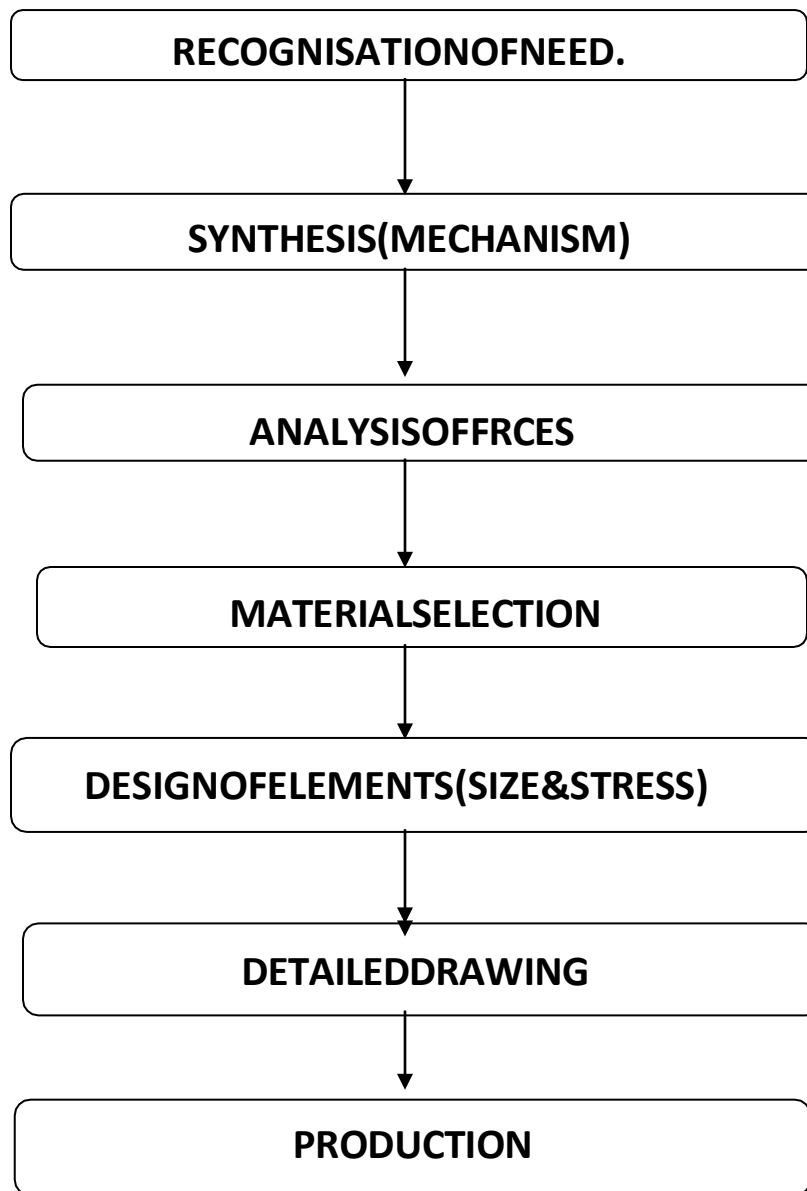 RECOGNISATIONOFNEED.
SYNTHESIS(MECHANISM)
ANALYSISOFFRCES
MATERIALSELECTION
DESIGNOFELEMENTS(SIZE&STRESS)
DETAILEDDRAWING
PRODUCTION